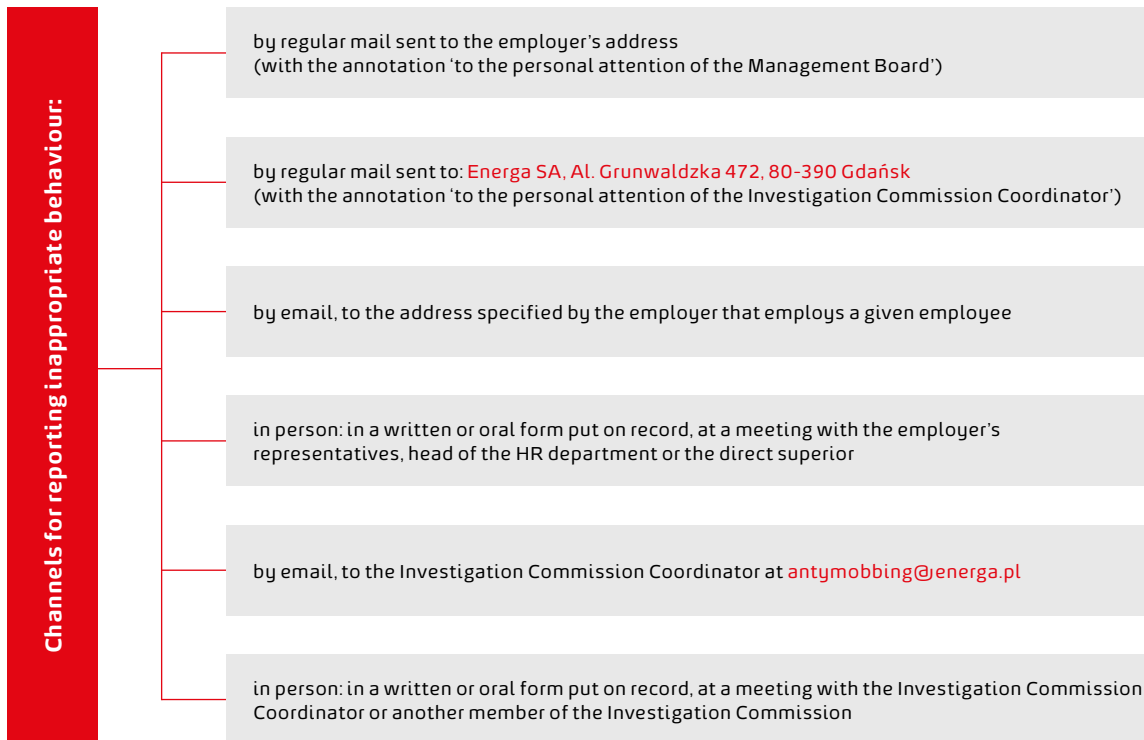 Channels for reporting inappropriate behaviour:
by regular mail sent to the employer's address
(with the annotation ‘to the personal attention of the Management Board’)
by regular mail sent to: Energa SA, Al. Grunwaldzka 472, 80-390 Gdańsk
(with the annotation ‘to the personal attention of the Investigation Commission Coordinator’)
by email, to the address specified by the employer that employs a given employee
in person: in a written or oral form put on record, at a meeting with the employer's
representatives, head of the HR department or the direct superior
by email, to the Investigation Commission Coordinator at antymobbing@energa.pl
in person: in a written or oral form put on record, at a meeting with the Investigation Commission
Coordinator or another member of the Investigation Commission